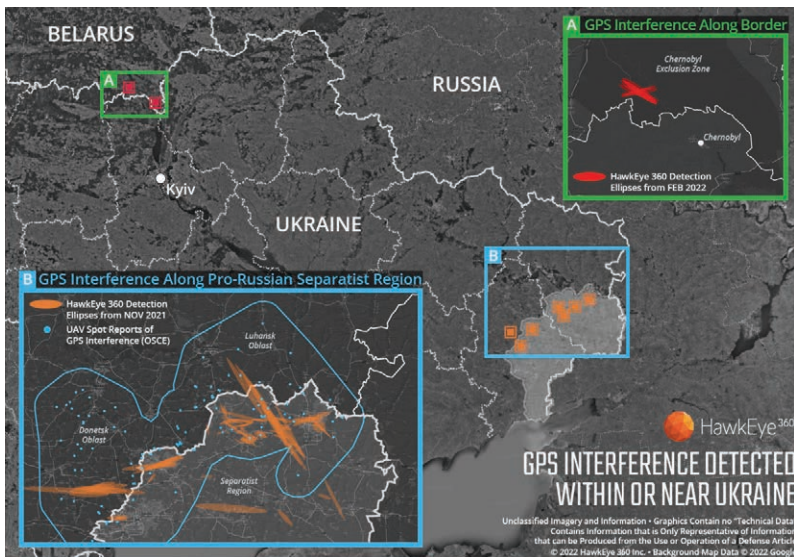 BELARUS
RUSSIA
A
Kyiv
UKRAINE
B
A GPS Interference Along Border
Chernobyl
Exclusion Zone
Chernobyl
HawkEye 360 Detection
Ellipses from FEB 2022
B GPS Interference Along Pro-Russian Separatist Region
HawkEye 360 Detection
Ellipses from NOV 2021
UAV Spot Reports of
GPS Interference (OSCE)
Luhansk
Oblast
Donetsk
Oblast
Separatist
Region
HawkEye 360
GPS INTERFERENCE DETECTED
WITHIN OR NEAR UKRAINE
Unclassified Imagery and Information • Graphics Contain no "Technical Data
Contains Information that is Only Representative of Information
that can be Produced from the Use or Operation of a Defense Article
© 2022 HawkEye 360 Inc. • Background Map Data © 2022 Google